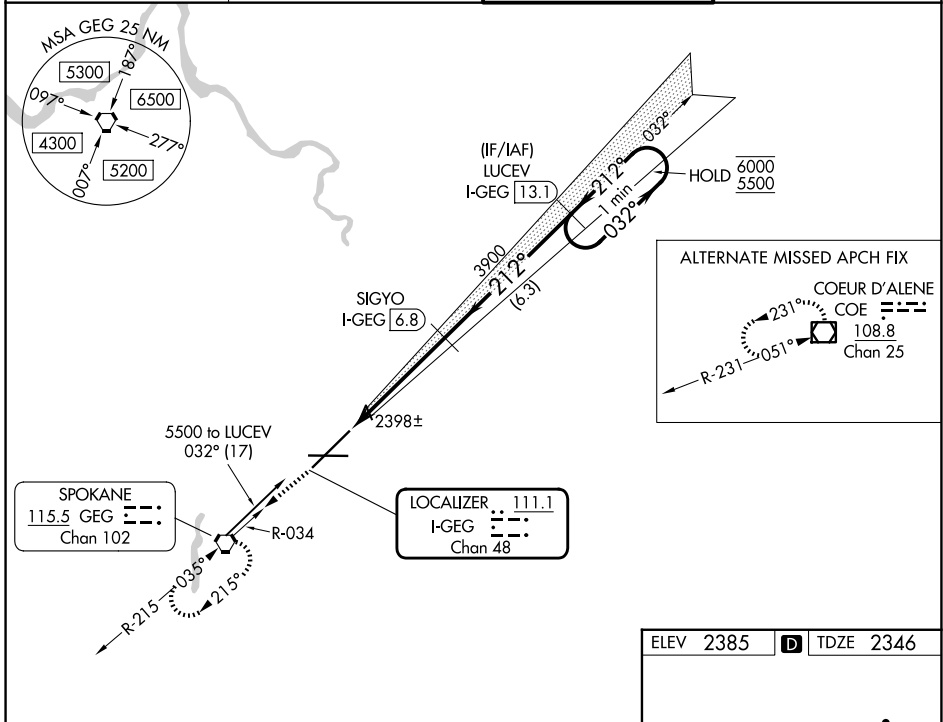 MSA GEG 25 NM
5300
187°
097°
6500
4300
277°
007°
5200
(IF/IAF)
LUCEV
I-GEG 13.1
032°
212°
1 min
032°
HOLD 6000
5500
3900
212°
(6.3)
SIGYO
I-GEG 6.8
ALTERNATE MISSED APCH FIX
COEUR D'ALENE
COE
108.8
Chan 25
231°
R-231
051°
2398±
5500 to LUCEV
032° (17)
SPOKANE
115.5 GEG
Chan 102
R-034
LOCALIZER 111.1
I-GEG
Chan 48
R-215
035°
215°
ELEV 2385 D TDZE 2346